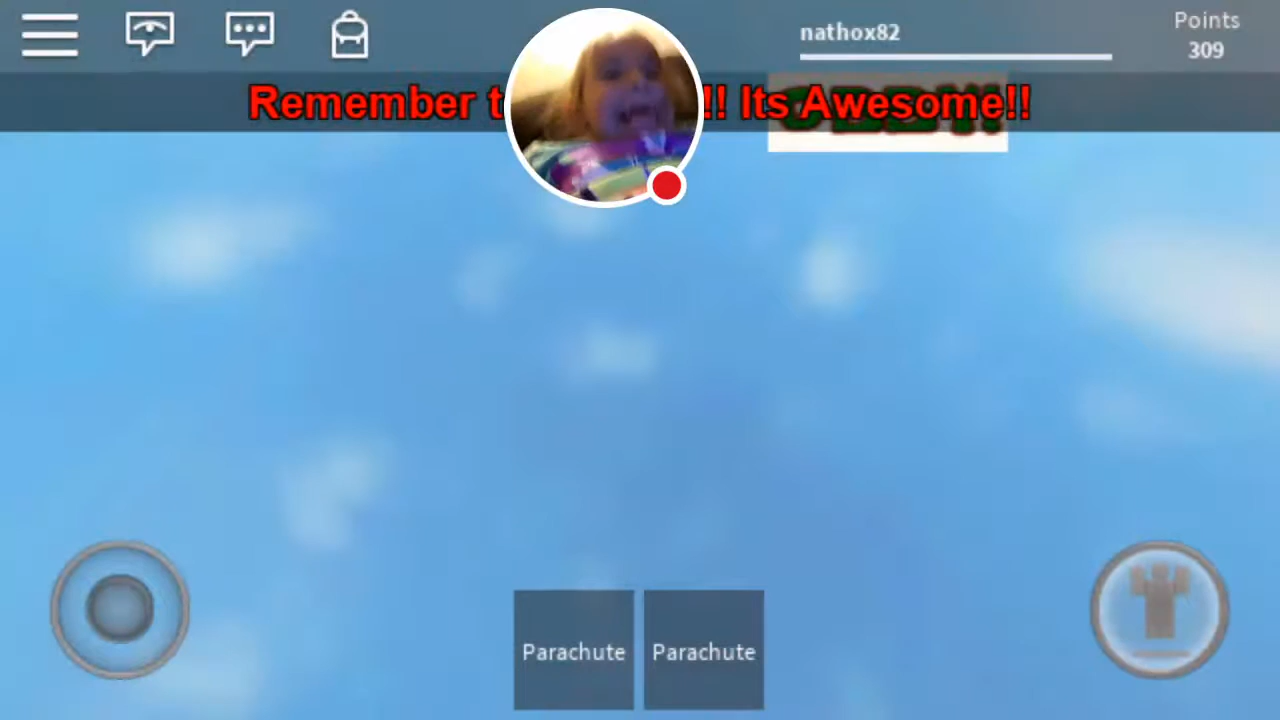 nathox82
Points
309
Remember t !! Its Awesome!!
Parachute Parachute